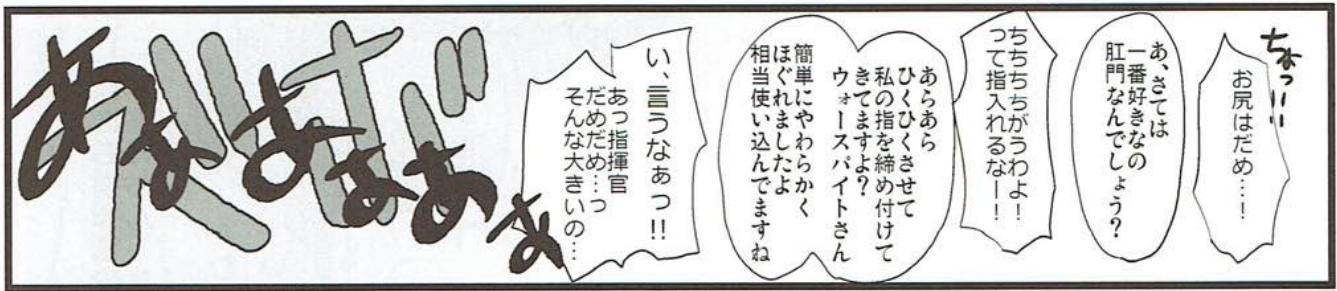 ちょっ!!
お尻はだめ…!
あ、さては
一番好きなの
肛門なんでしょう?
ちちちちがうわよ!
って指入れるなー!
あらあら
ひくひくさせて
私の指を締め付けて
きてますよ?
ウォースパイトさん
簡単にやわらかく
ほぐれましたよ
相当使い込んでますね
い、言うなぁっ!!
あっ指揮官
だめだめ…っ
そんな大きいの…